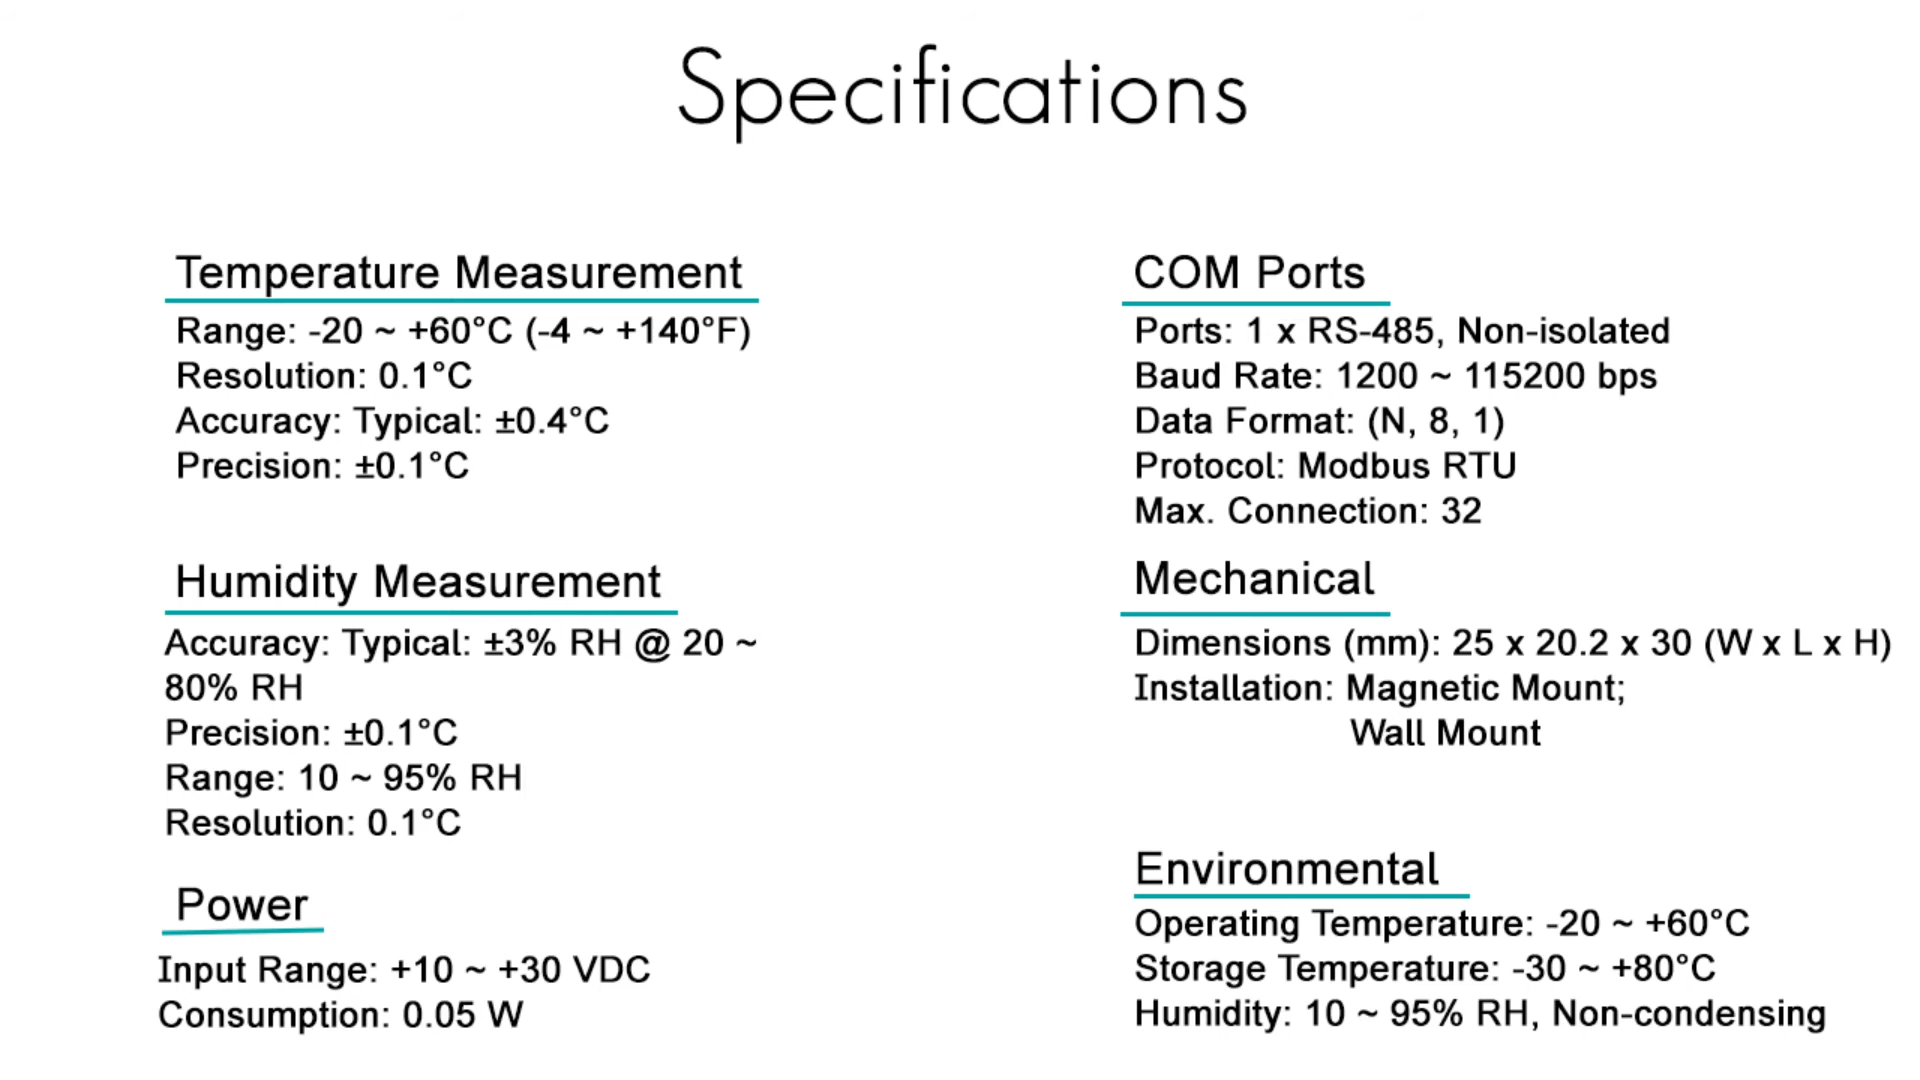 Specifications
Temperature Measurement
Range: -20 ~ +60°C (-4 ~ +140°F)
Resolution: 0.1°C
Accuracy: Typical: ±0.4°C
Precision: ±0.1°C
Humidity Measurement
Accuracy: Typical: ±3% RH @ 20 ~
80% RH
Precision: ±0.1°C
Range: 10 ~ 95% RH
Resolution: 0.1°C
Power
Input Range: +10 ~ +30 VDC
Consumption: 0.05 W
COM Ports
Ports: 1 x RS-485, Non-isolated
Baud Rate: 1200 ~ 115200 bps
Data Format: (N, 8, 1)
Protocol: Modbus RTU
Max. Connection: 32
Mechanical
Dimensions (mm): 25 x 20.2 x 30 (W x L x H)
Installation: Magnetic Mount;
Wall Mount
Environmental
Operating Temperature: -20 ~ +60°C
Storage Temperature: -30 ~ +80°C
Humidity: 10 ~ 95% RH, Non-condensing